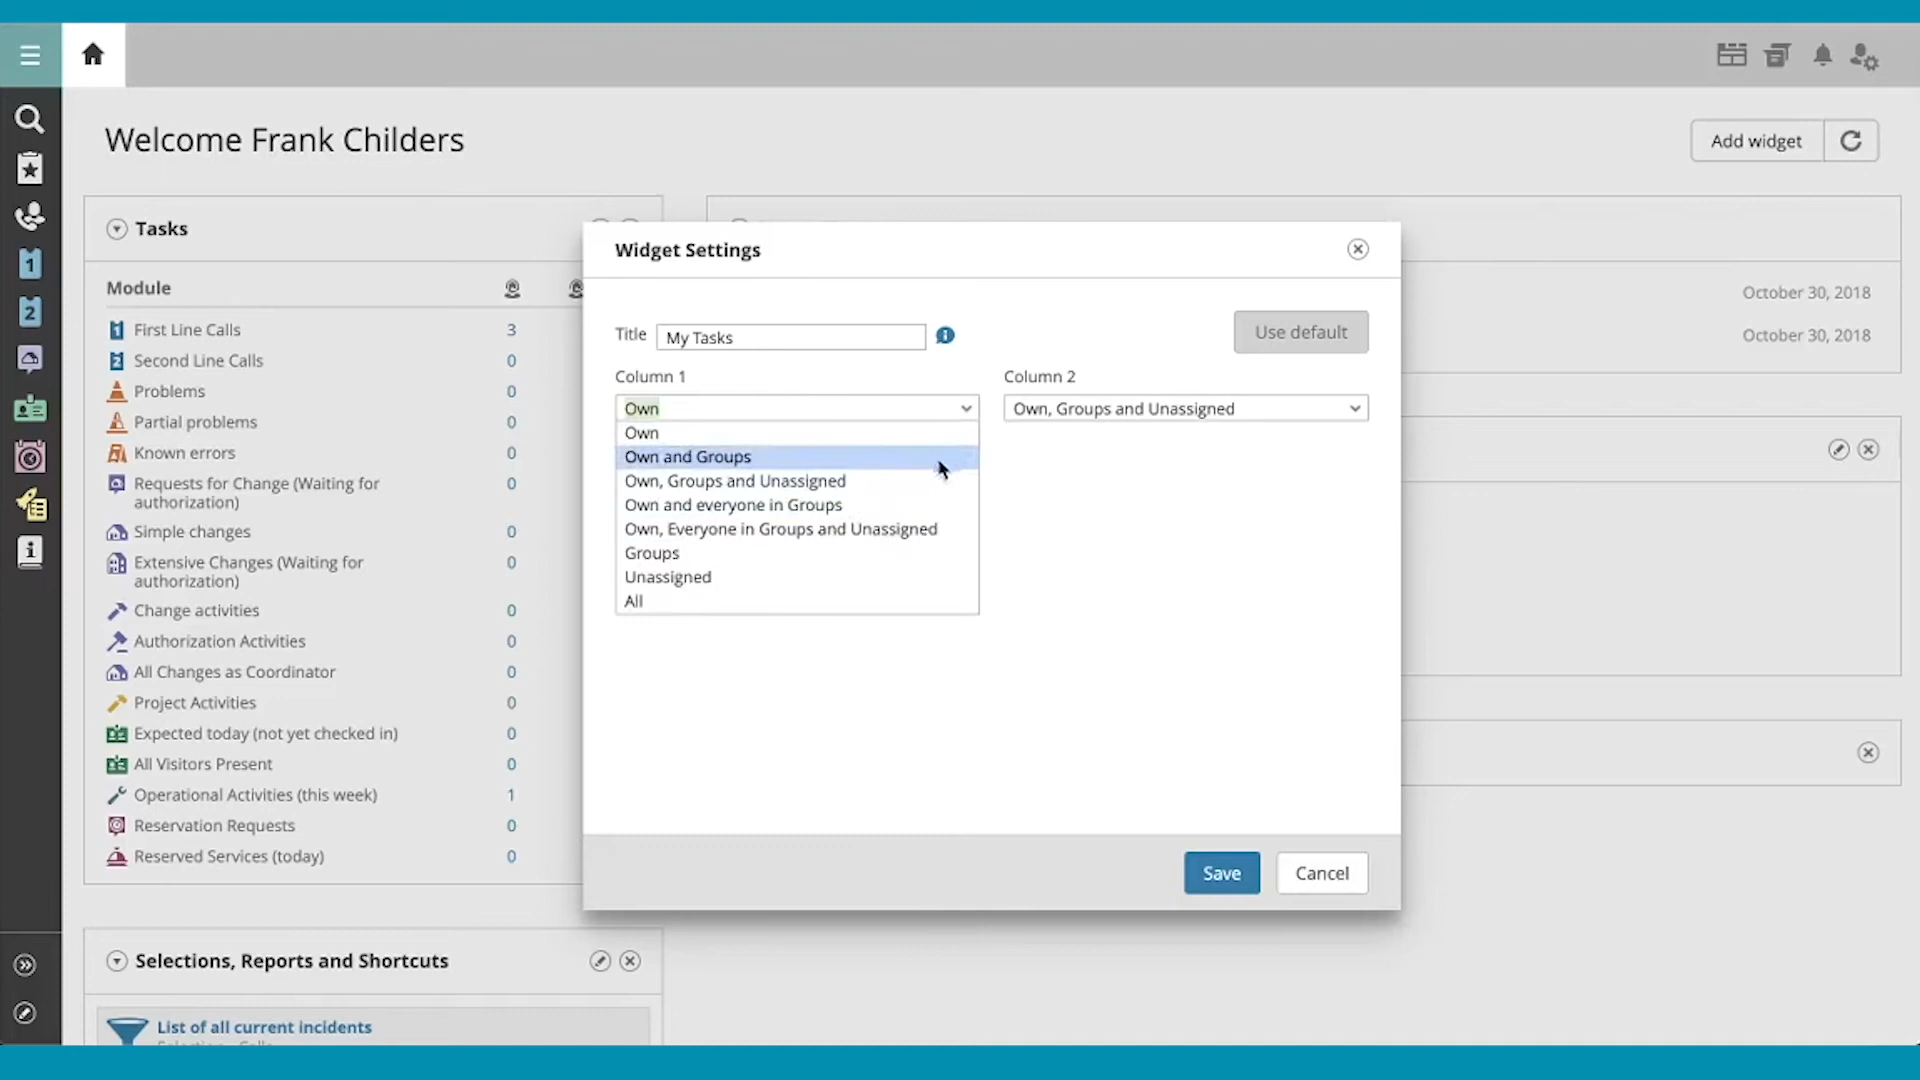 Welcome Frank Childers
Add widget
Tasks
Module
1
First Line Calls 3
2
Second Line Calls 0
Problems 0
Partial problems 0
Known errors 0
Requests for Change (Waiting for
authorization) 0
Simple changes 0
Extensive Changes (Waiting for
authorization) 0
Change activities 0
Authorization Activities 0
All Changes as Coordinator 0
Project Activities 0
Expected today (not yet checked in) 0
All Visitors Present 0
Operational Activities (this week) 1
Reservation Requests 0
Reserved Services (today) 0
Selections, Reports and Shortcuts
List of all current incidents
Widget Settings
Title My Tasks
Use default
Column 1
Own
Own
Own and Groups
Own, Groups and Unassigned
Own and everyone in Groups
Own, Everyone in Groups and Unassigned
Groups
Unassigned
All
Column 2
Own, Groups and Unassigned
Save Cancel
October 30, 2018
October 30, 2018